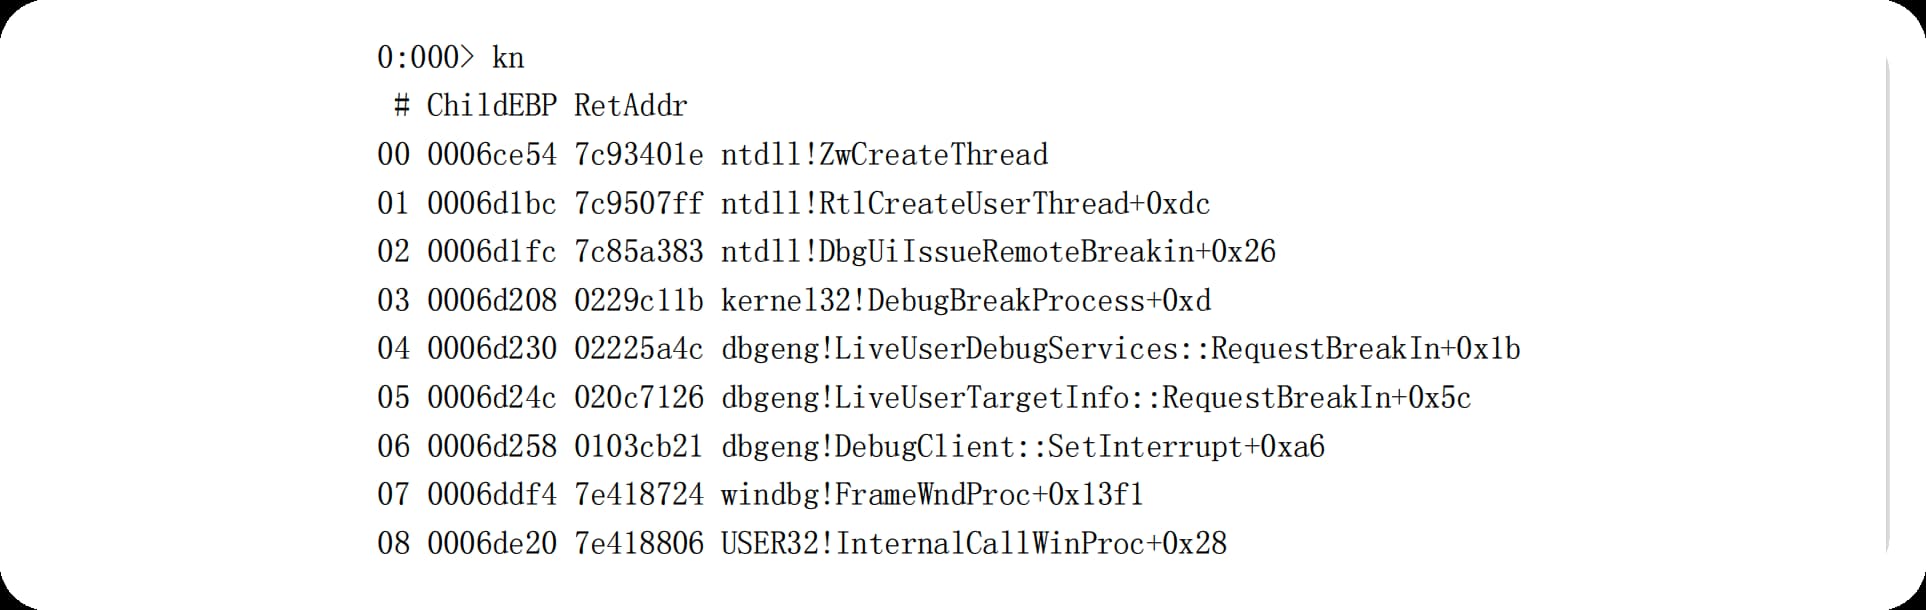 0:000> kn
 # ChildEBP RetAddr
00 0006ce54 7c93401e ntdll!ZwCreateThread
01 0006d1bc 7c9507ff ntdll!RtlCreateUserThread+0xdc
02 0006d1fc 7c85a383 ntdll!DbgUiIssueRemoteBreakin+0x26
03 0006d208 0229c11b kernel32!DebugBreakProcess+0xd
04 0006d230 02225a4c dbgeng!LiveUserDebugServices::RequestBreakIn+0x1b
05 0006d24c 020c7126 dbgeng!LiveUserTargetInfo::RequestBreakIn+0x5c
06 0006d258 0103cb21 dbgeng!DebugClient::SetInterrupt+0xa6
07 0006ddf4 7e418724 windbg!FrameWndProc+0x13f1
08 0006de20 7e418806 USER32!InternalCallWinProc+0x28